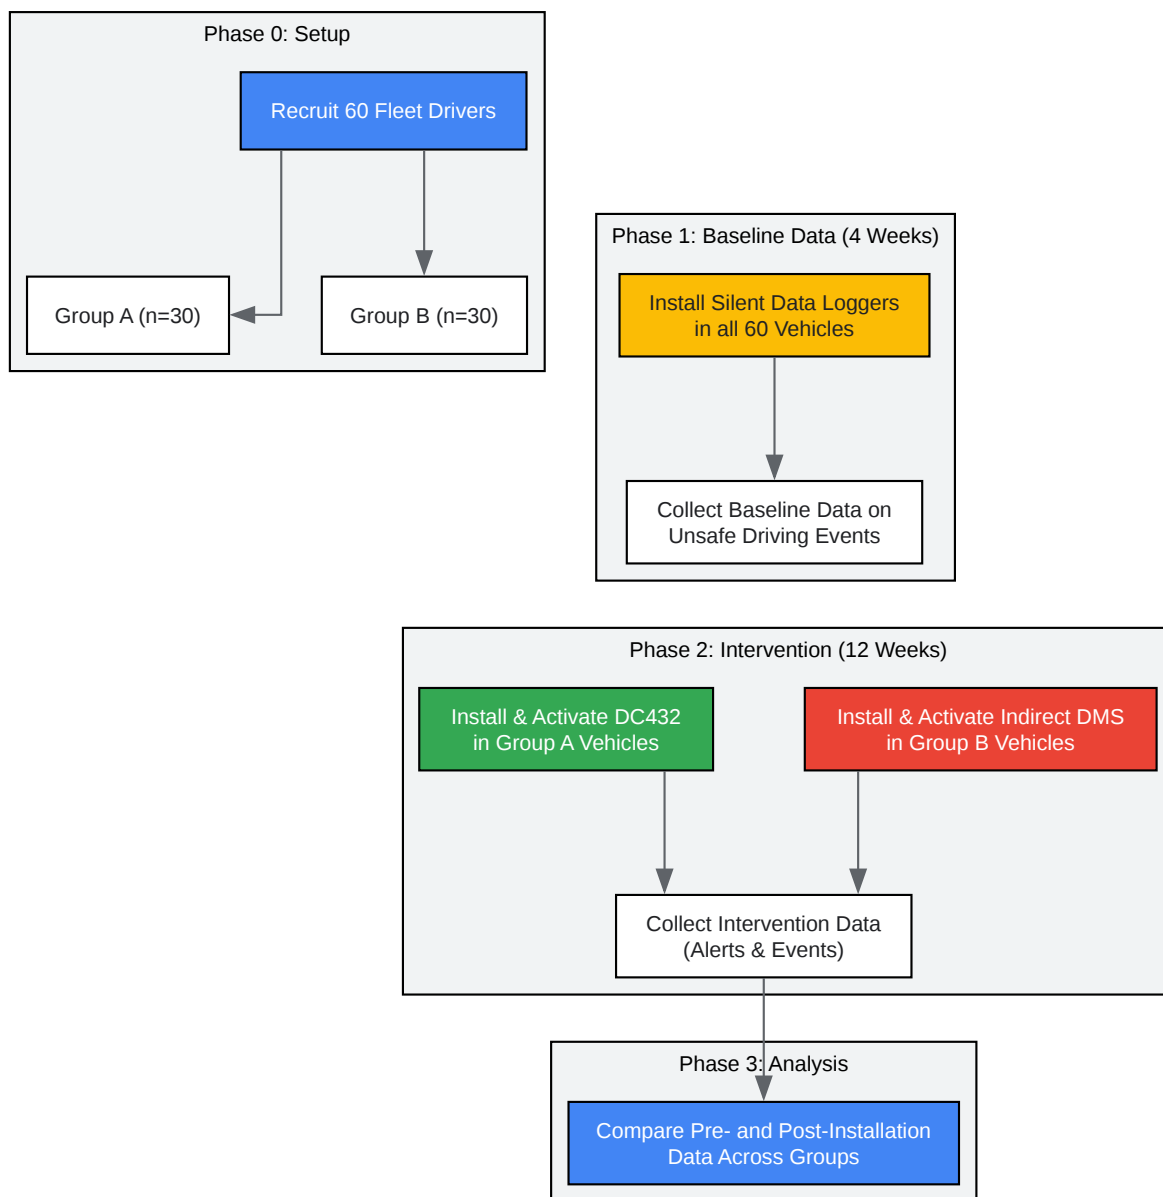 Phase 0: Setup
Recruit 60 Fleet Drivers
Group A (n=30)
Group B (n=30)
Phase 1: Baseline Data (4 Weeks)
Install Silent Data Loggers
in all 60 Vehicles
Collect Baseline Data on
Unsafe Driving Events
Phase 2: Intervention (12 Weeks)
Install & Activate DC432
in Group A Vehicles
Install & Activate Indirect DMS
in Group B Vehicles
Collect Intervention Data
(Alerts & Events)
Phase 3: Analysis
Compare Pre- and Post-Installation
Data Across Groups